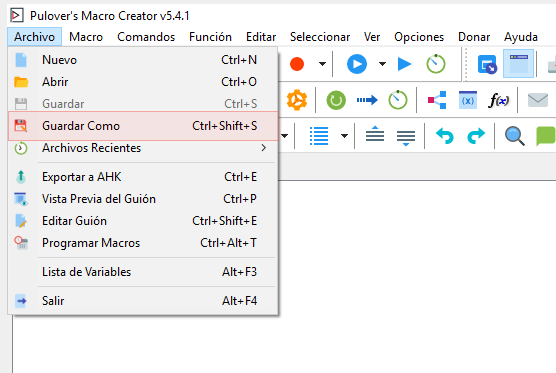 Pulover's Macro Creator v5.4.1
Archivo Macro Comandos Función Editar Seleccionar Ver Opciones Donar Ayuda
Nuevo Ctrl+N
Abrir Ctrl+O
Guardar Ctrl+S
Guardar Como Ctrl+Shift+S
Archivos Recientes
Exportar a AHK Ctrl+E
Vista Previa del Guión Ctrl+P
Editar Guión Ctrl+Shift+E
Programar Macros Ctrl+Alt+T
Lista de Variables Alt+F3
Salir Alt+F4
(x) f(x)